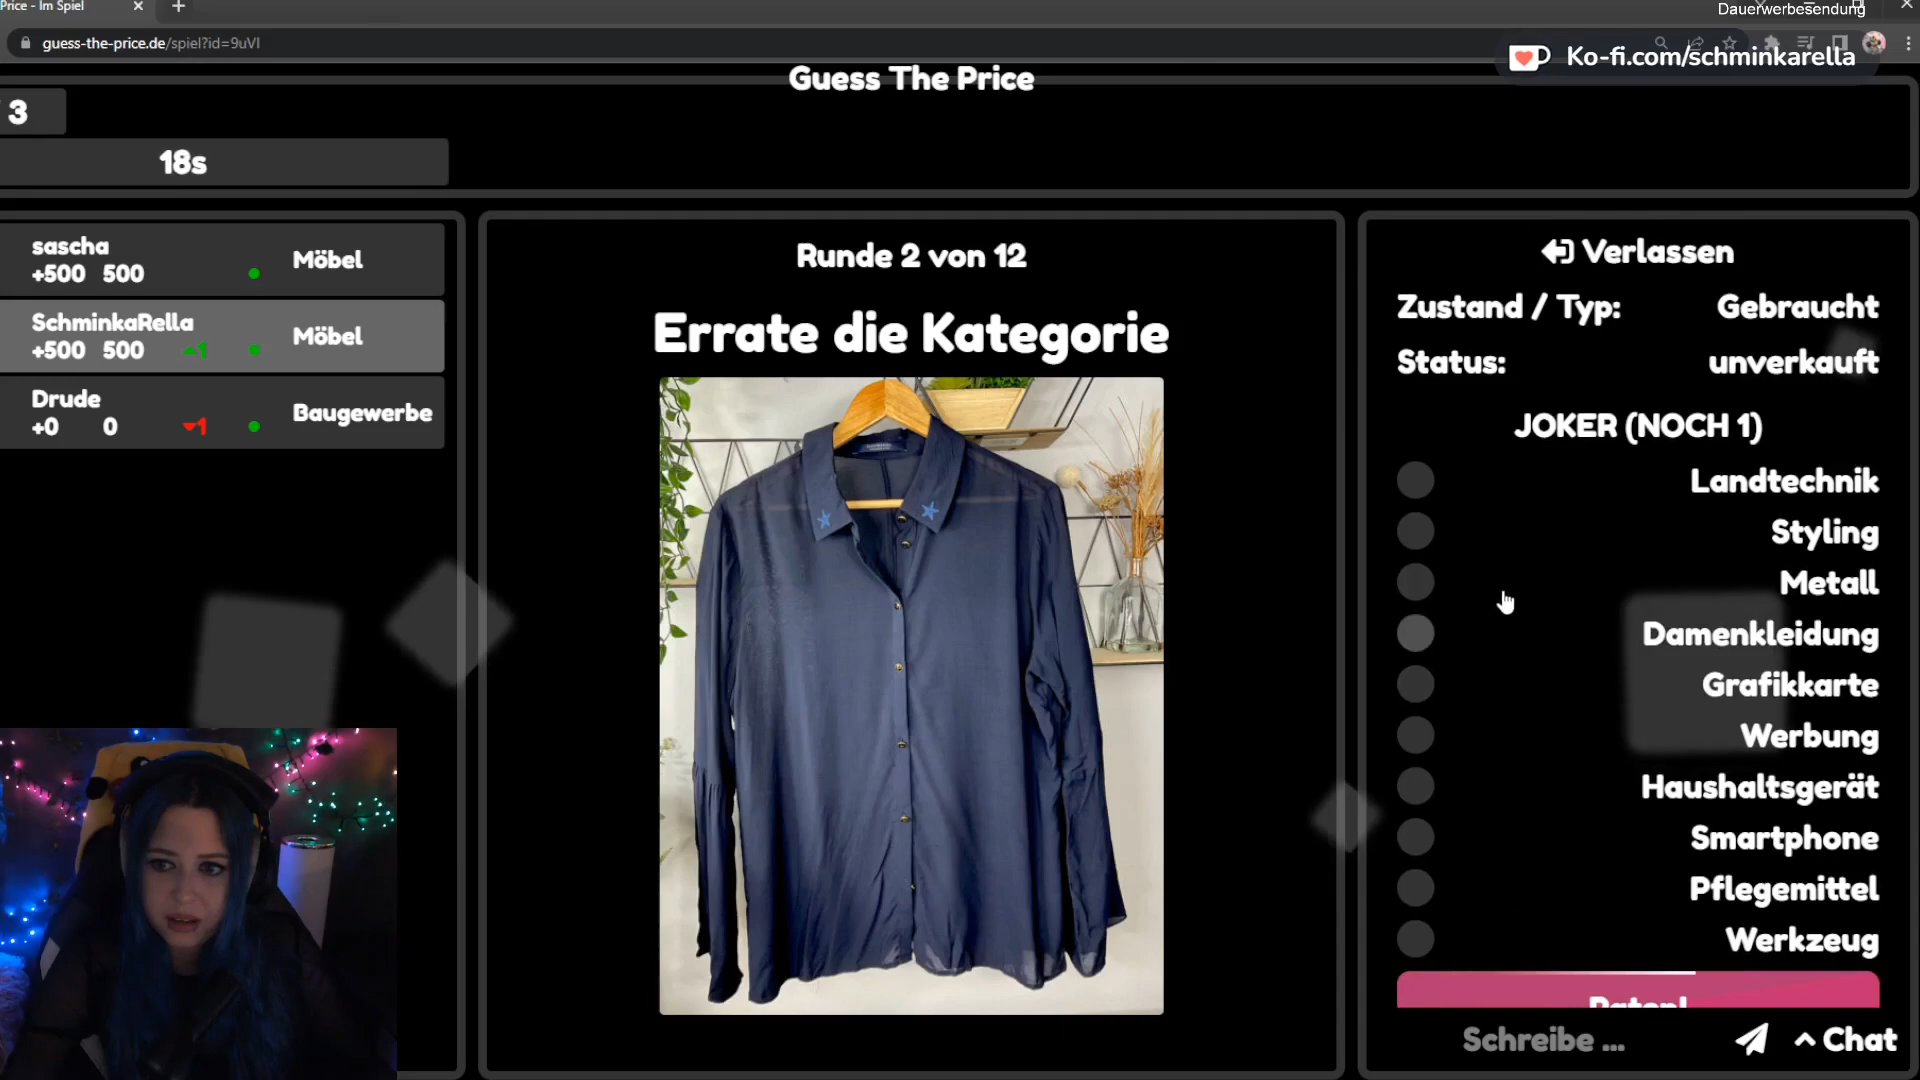 Price - Im Spiel
Dauerwerbesendung
guess-the-price.de/spiel?id=9uVI
Ko-fi.com/schminkarella
Guess The Price
3
18s
sascha
+500 500
Möbel
SchminkaRella
+500 500 1
Möbel
Drude
+0 0 1
Baugewerbe
Runde 2 von 12
Errate die Kategorie
Verlassen
Zustand / Typ: Gebraucht
Status: unverkauft
JOKER (NOCH 1)
Landtechnik
Styling
Metall
Damenkleidung
Grafikkarte
Werbung
Haushaltsgerät
Smartphone
Pflegemittel
Werkzeug
Raten!
Schreibe ...
Chat